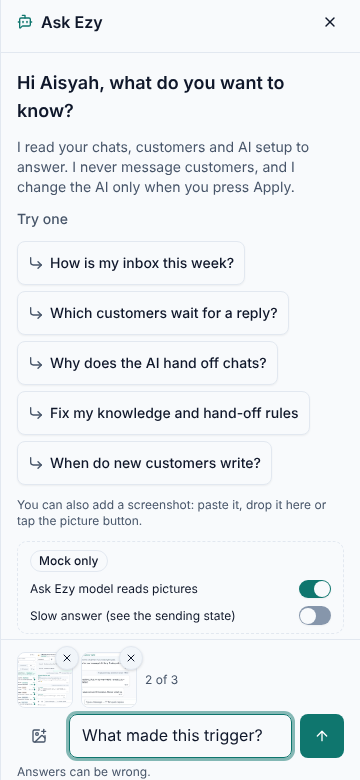 Ask Ezy
Hi Aisyah, what do you want to
know?
I read your chats, customers and AI setup to
answer. I never message customers, and I
change the AI only when you press Apply.
Try one
How is my inbox this week?
Which customers wait for a reply?
Why does the AI hand off chats?
Fix my knowledge and hand-off rules
When do new customers write?
You can also add a screenshot: paste it, drop it here or
tap the picture button.
Mock only
Ask Ezy model reads pictures
Slow answer (see the sending state)
2 of 3
What made this trigger?
Answers can be wrong.